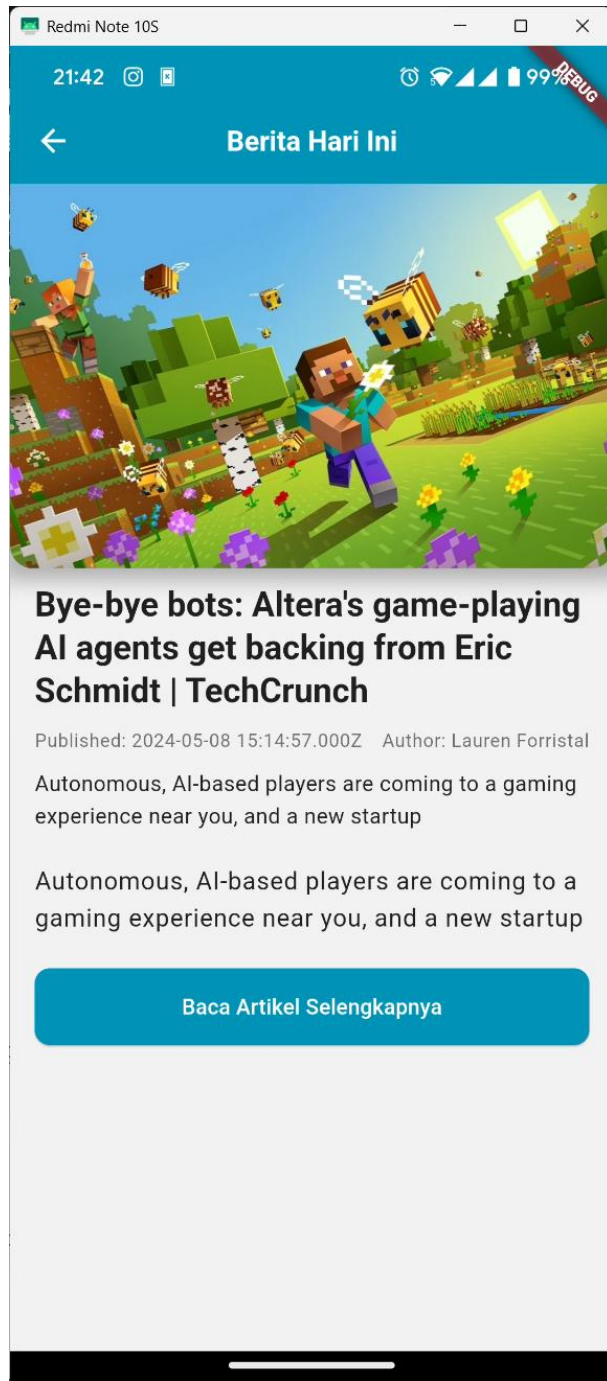 Redmi Note 10S
21:42
99%
DEBUG
Berita Hari Ini
Bye-bye bots: Altera's game-playing
AI agents get backing from Eric
Schmidt | TechCrunch
Published: 2024-05-08 15:14:57.000Z Author: Lauren Forristal
Autonomous, AI-based players are coming to a gaming
experience near you, and a new startup
Autonomous, AI-based players are coming to a
gaming experience near you, and a new startup
Baca Artikel Selengkapnya